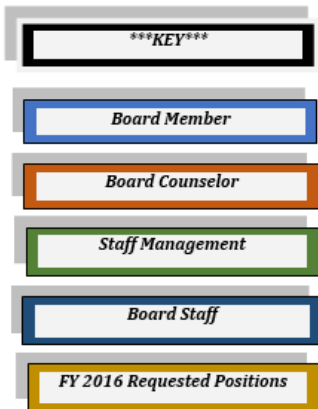 ***KEY***
Board Member
Board Counselor
Staff Management
Board Staff
FY 2016 Requested Positions